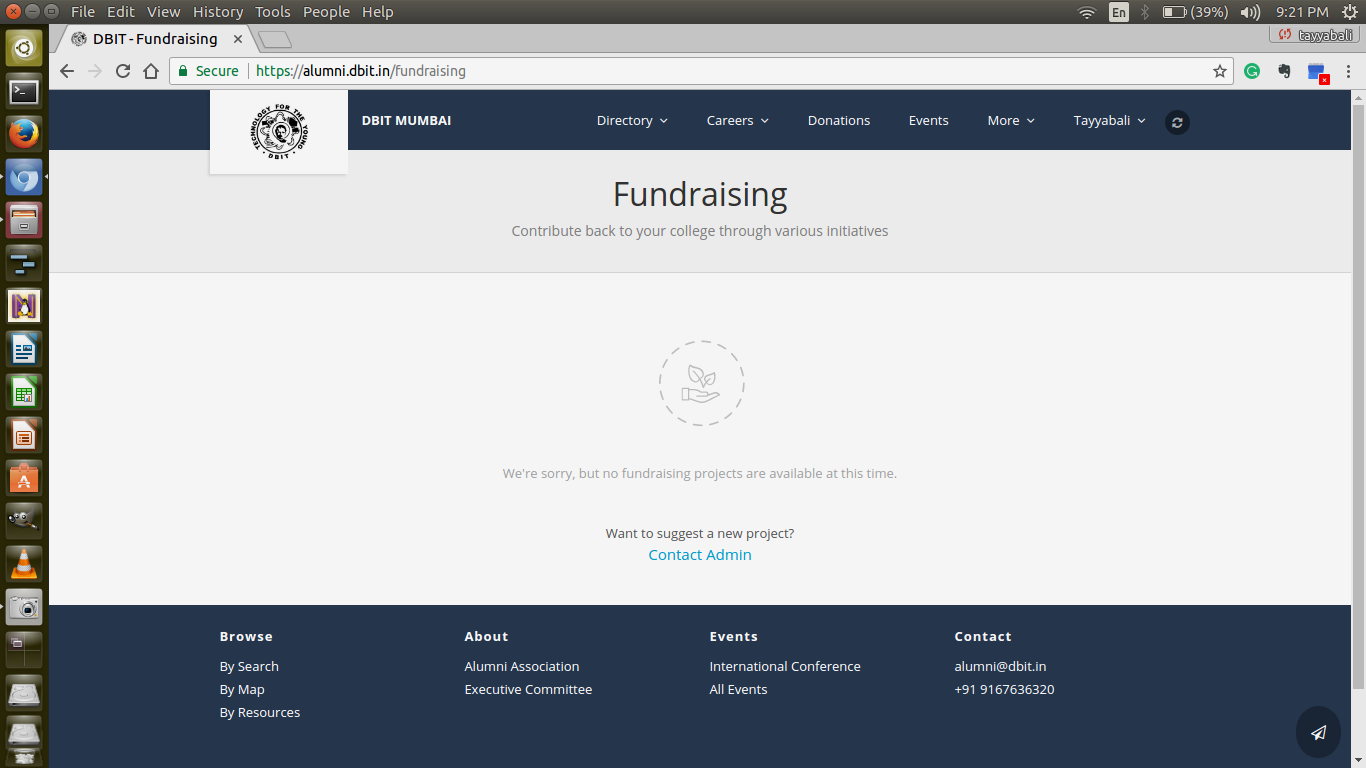 File Edit View History Tools People Help
En (39%) 9:21 PM
DBIT - Fundraising
tayyabali
Secure https://alumni.dbit.in/fundraising
TECHNOLOGY FOR THE YOUNG
· DBIT ·
DBIT MUMBAI
Directory Careers Donations Events More Tayyabali
Fundraising
Contribute back to your college through various initiatives
We're sorry, but no fundraising projects are available at this time.
Want to suggest a new project?
Contact Admin
Browse
By Search
By Map
By Resources
About
Alumni Association
Executive Committee
Events
International Conference
All Events
Contact
alumni@dbit.in
+91 9167636320